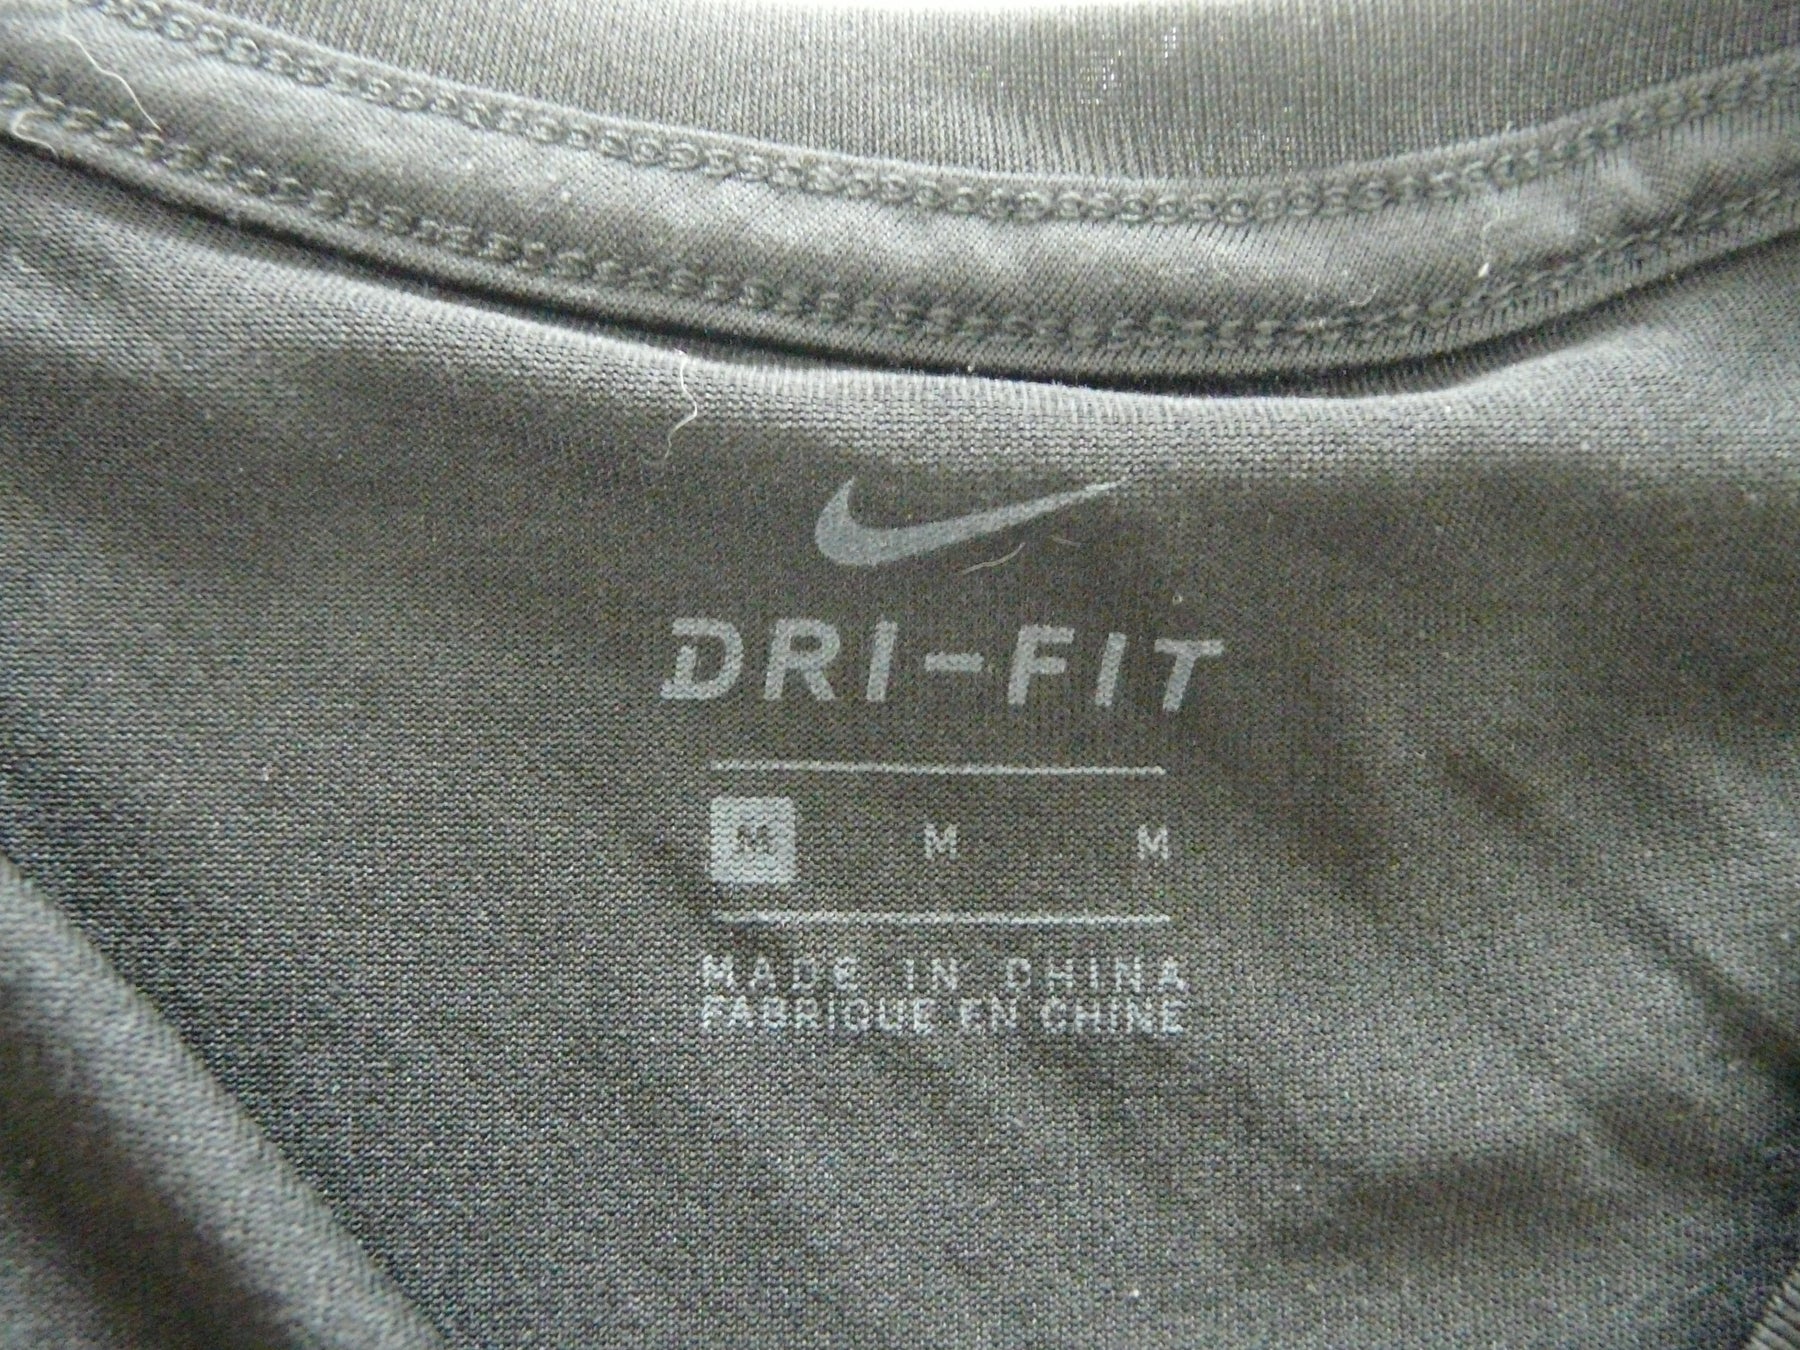 DRI-FIT
M M M
MADE IN CHINA
FABRIQUE EN CHINE